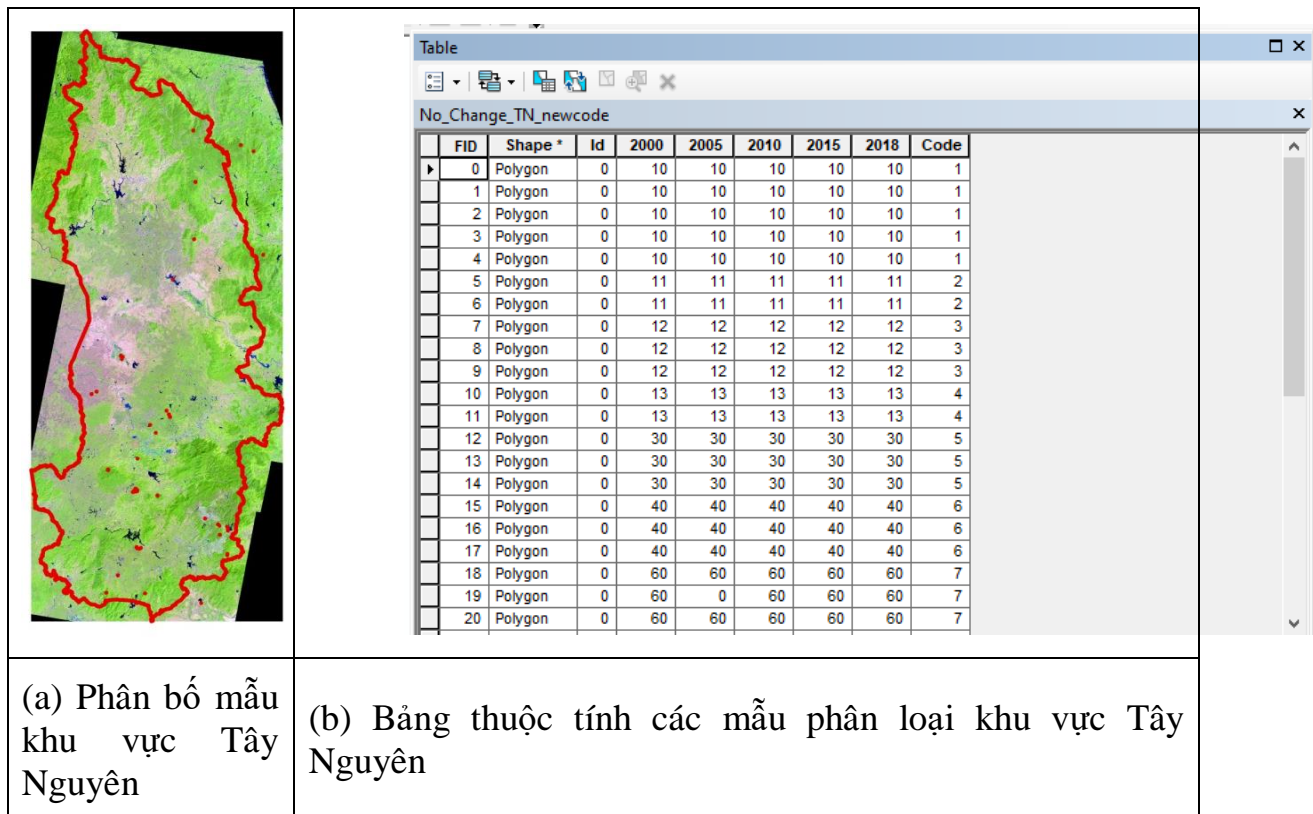 Table
No_Change_TN_newcode
FID Shape * Id 2000 2005 2010 2015 2018 Code
0 Polygon 0 10 10 10 10 10 1
1 Polygon 0 10 10 10 10 10 1
2 Polygon 0 10 10 10 10 10 1
3 Polygon 0 10 10 10 10 10 1
4 Polygon 0 10 10 10 10 10 1
5 Polygon 0 11 11 11 11 11 2
6 Polygon 0 11 11 11 11 11 2
7 Polygon 0 12 12 12 12 12 3
8 Polygon 0 12 12 12 12 12 3
9 Polygon 0 12 12 12 12 12 3
10 Polygon 0 13 13 13 13 13 4
11 Polygon 0 13 13 13 13 13 4
12 Polygon 0 30 30 30 30 30 5
13 Polygon 0 30 30 30 30 30 5
14 Polygon 0 30 30 30 30 30 5
15 Polygon 0 40 40 40 40 40 6
16 Polygon 0 40 40 40 40 40 6
17 Polygon 0 40 40 40 40 40 6
18 Polygon 0 60 60 60 60 60 7
19 Polygon 0 60 0 60 60 60 7
20 Polygon 0 60 60 60 60 60 7
(a) Phân bố mẫu
khu vực Tây
Nguyên
(b) Bảng thuộc tính các mẫu phân loại khu vực Tây
Nguyên